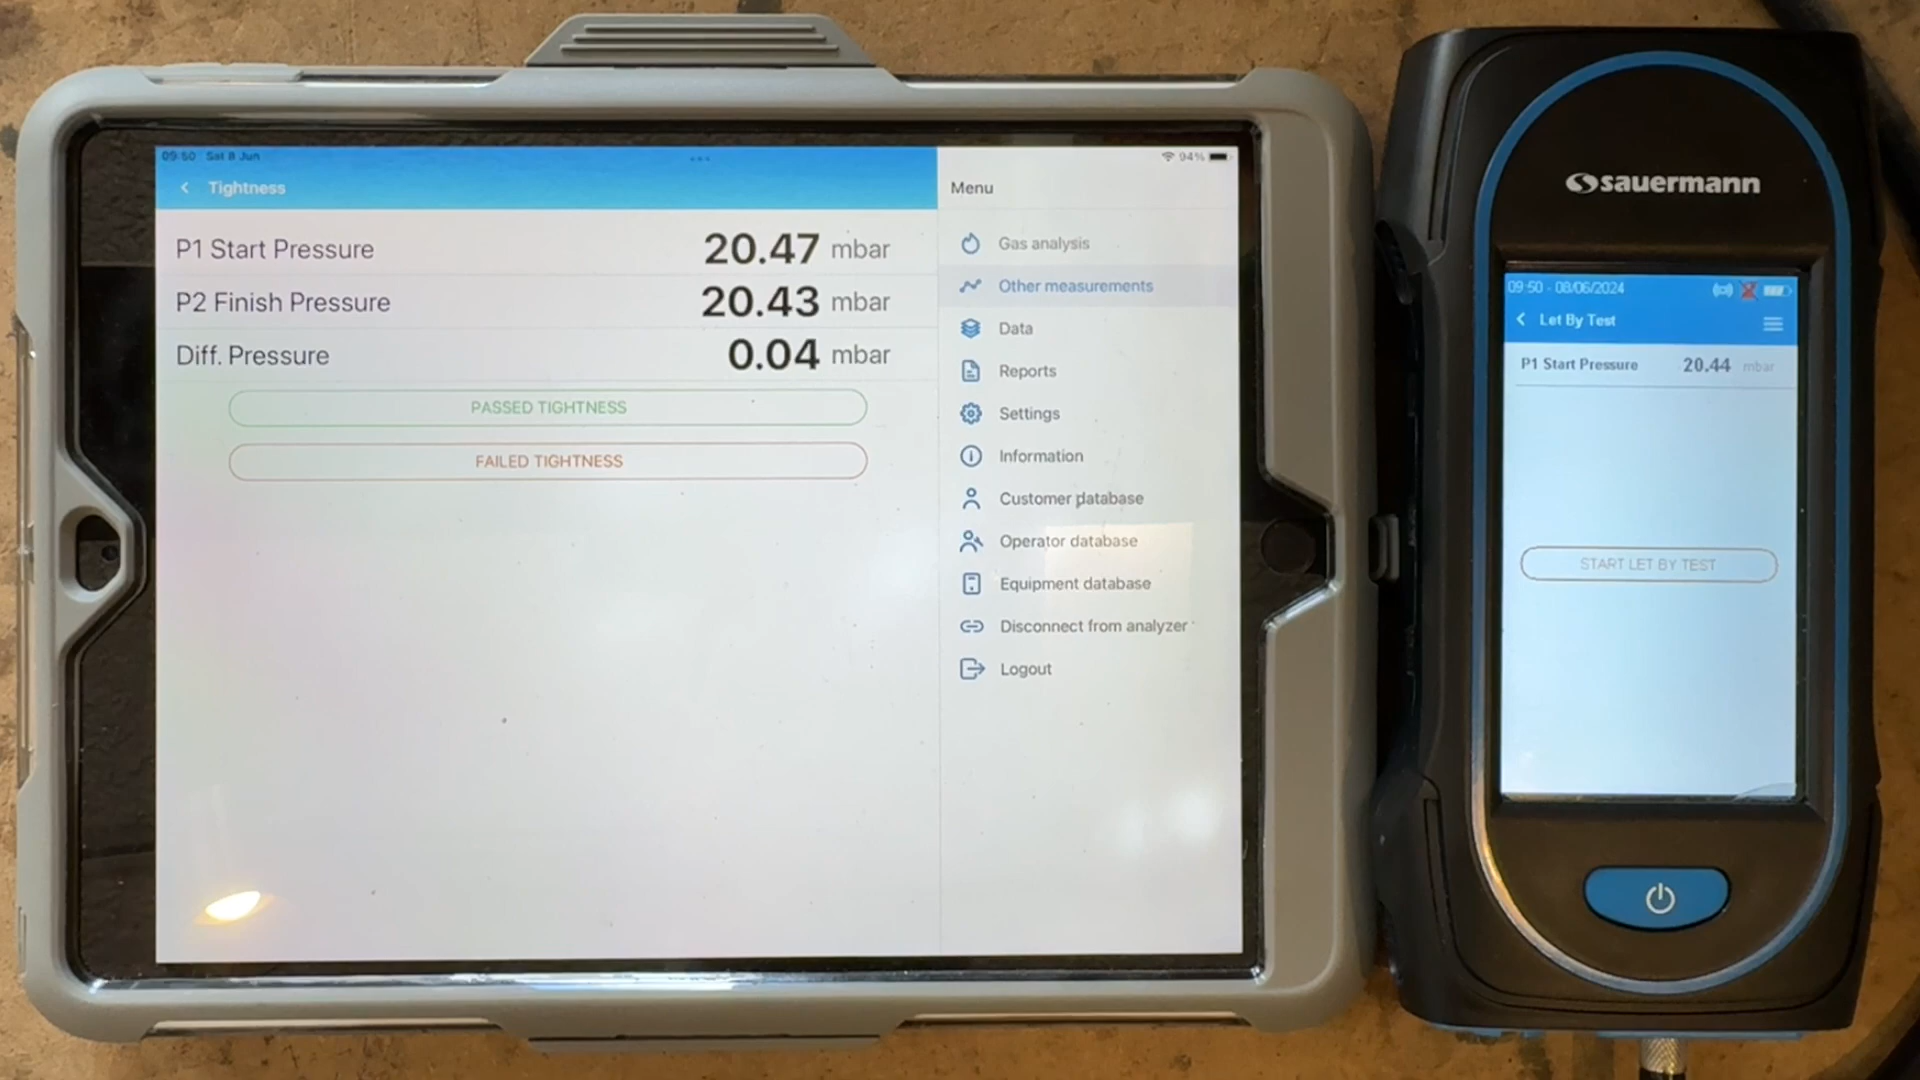 09:50 Sat 8 Jun
94%
Tightness
P1 Start Pressure 20.47 mbar
P2 Finish Pressure 20.43 mbar
Diff. Pressure 0.04 mbar
PASSED TIGHTNESS
FAILED TIGHTNESS
Menu
Gas analysis
Other measurements
Data
Reports
Settings
Information
Customer database
Operator database
Equipment database
Disconnect from analyzer
Logout
sauermann
09:50 - 08/06/2024
Let By Test
P1 Start Pressure 20.44 mbar
START LET BY TEST